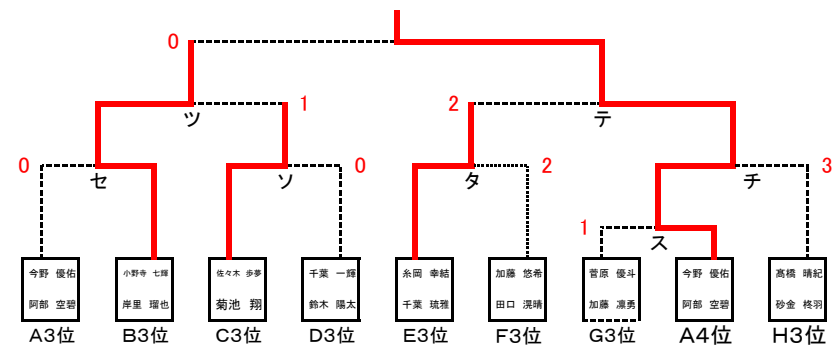 0
1
2
ツ
テ
0
0
2
3
セ
ソ
タ
チ
1
ス
今野 優佑
小野寺 七輝
佐々木 歩夢
千葉 一輝
糸岡 幸結
加藤 悠希
菅原 優斗
今野 優佑
髙橋 晴紀
阿部 空碧
岸里 瑠也
菊池 翔
鈴木 陽太
千葉 琉雅
田口 滉晴
加藤 凛勇
阿部 空碧
砂金 柊羽
A3位
B3位
C3位
D3位
E3位
F3位
G3位
A4位
H3位